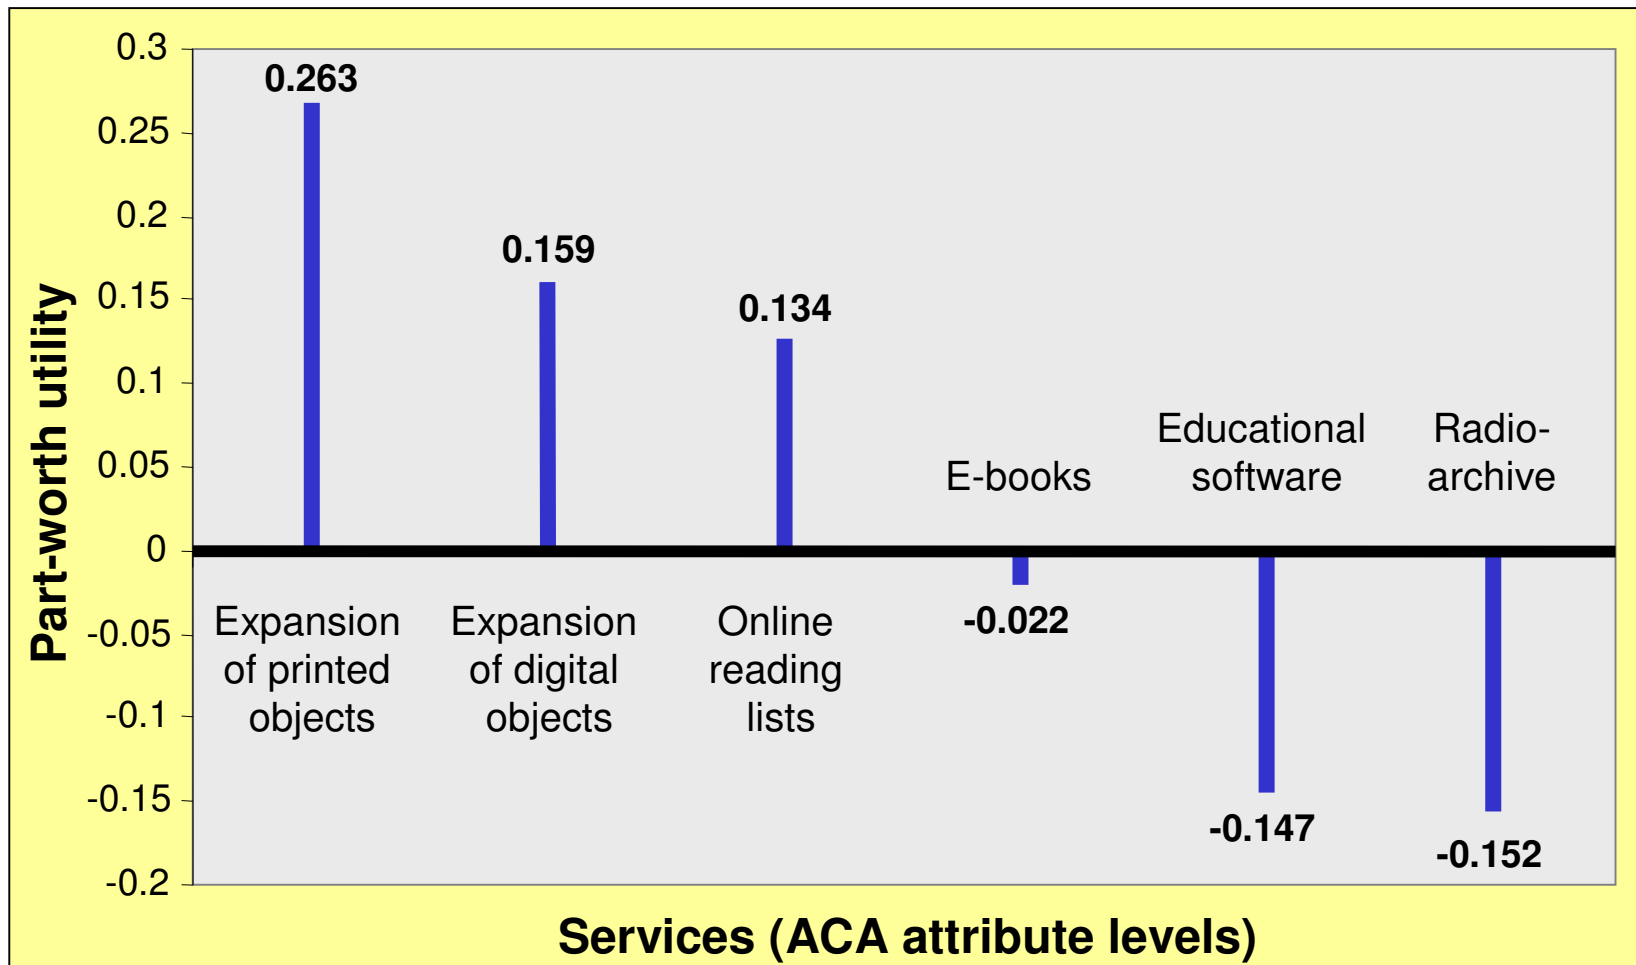 0.3
0.25
0.2
0.15
0.1
0.05
0
-0.05
-0.1
-0.15
-0.2
Part-worth utility
0.263
0.159
0.134
-0.022
-0.147
-0.152
Expansion
of printed
objects
Expansion
of digital
objects
Online
reading
lists
E-books
Educational
software
Radio-
archive
Services (ACA attribute levels)